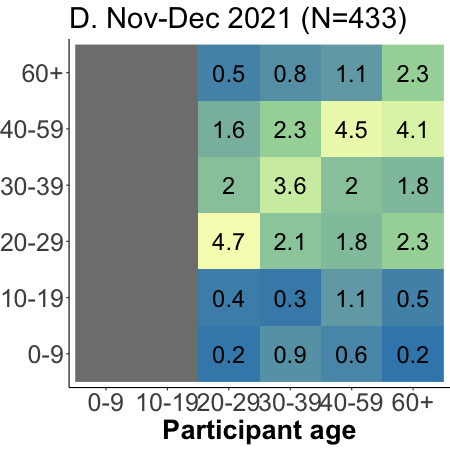 D. Nov-Dec 2021 (N=433)
60+ 0.5 0.8 1.1 2.3
40-59 1.6 2.3 4.5 4.1
30-39 2 3.6 2 1.8
20-29 4.7 2.1 1.8 2.3
10-19 0.4 0.3 1.1 0.5
0-9 0.2 0.9 0.6 0.2
0-9 10-19 20-29 30-39 40-59 60+
Participant age